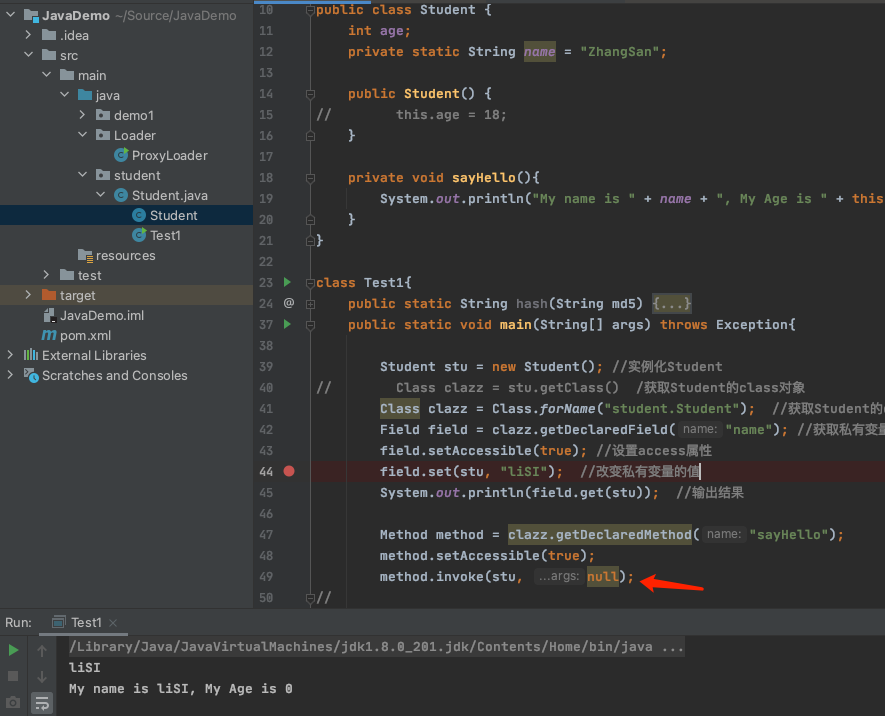 JavaDemo ~/Source/JavaDemo
.idea
src
main
java
demo1
Loader
ProxyLoader
student
Student.java
Student
Test1
resources
test
target
JavaDemo.iml
pom.xml
External Libraries
Scratches and Consoles
10 public class Student {
11 int age;
12 private static String name = "ZhangSan";
13
14 public Student() {
15 // this.age = 18;
16 }
17
18 private void sayHello(){
19 System.out.println("My name is " + name + ", My Age is " + this
20 }
21 }
22
23 class Test1{
24 @ public static String hash(String md5) {...}
37 public static void main(String[] args) throws Exception{
38
39 Student stu = new Student(); //实例化Student
40 // Class clazz = stu.getClass() //获取Student的class对象
41 Class clazz = Class.forName("student.Student"); //获取Student的
42 Field field = clazz.getDeclaredField( name: "name"); //获取私有变量
43 field.setAccessible(true); //设置access属性
44 field.set(stu, "liSI"); //改变私有变量的值
45 System.out.println(field.get(stu)); //输出结果
46
47 Method method = clazz.getDeclaredMethod( name: "sayHello");
48 method.setAccessible(true);
49 method.invoke(stu, ...args: null);
50 //
Run: Test1
/Library/Java/JavaVirtualMachines/jdk1.8.0_201.jdk/Contents/Home/bin/java ...
liSI
My name is liSI, My Age is 0